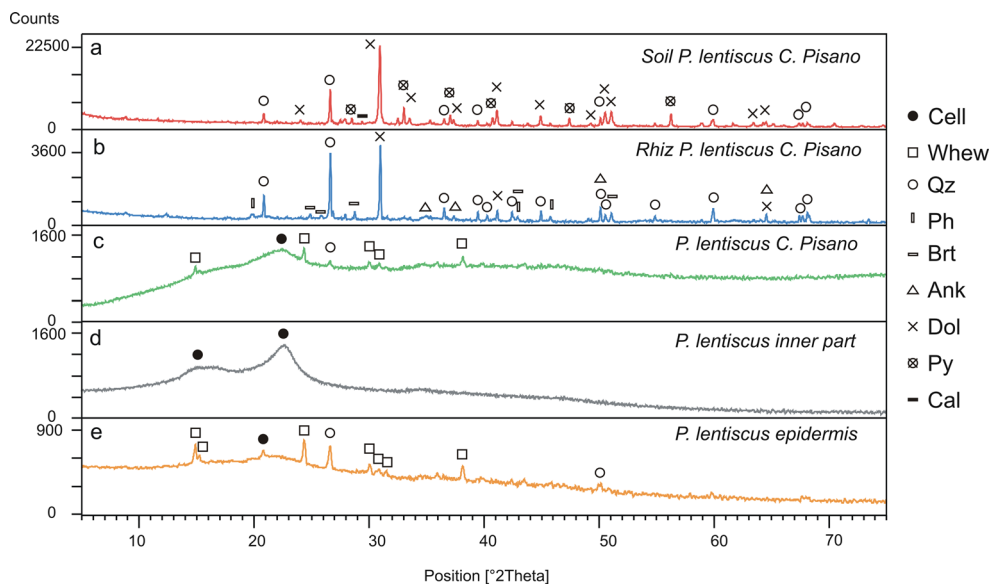 Counts
22500
0
a
Soil P. lentiscus C. Pisano
3600
0
b
Rhiz P. lentiscus C. Pisano
1600
0
c
P. lentiscus C. Pisano
1600
0
d
P. lentiscus inner part
900
0
e
P. lentiscus epidermis
10 20 30 40 50 60 70
Position [°2Theta]
Cell
Whew
Qz
Ph
Brt
Ank
Dol
Py
Cal